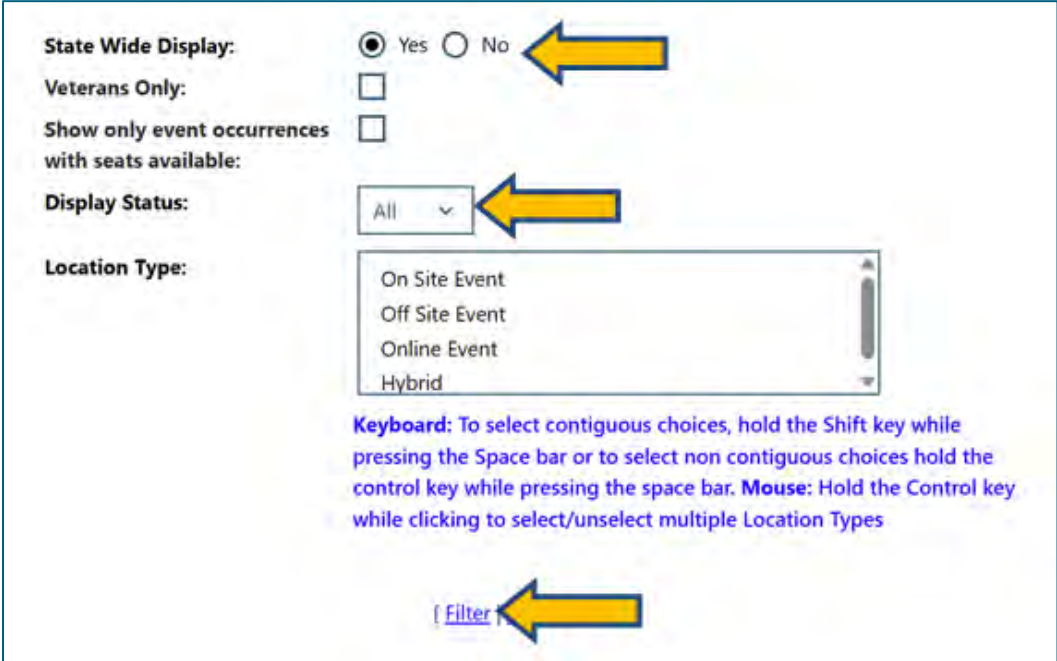 State Wide Display: Yes No
Veterans Only:
Show only event occurrences
with seats available:
Display Status: All
Location Type:
On Site Event
Off Site Event
Online Event
Hybrid
Keyboard: To select contiguous choices, hold the Shift key while
pressing the Space bar or to select non contiguous choices hold the
control key while pressing the space bar. Mouse: Hold the Control key
while clicking to select/unselect multiple Location Types
[ Filter ]